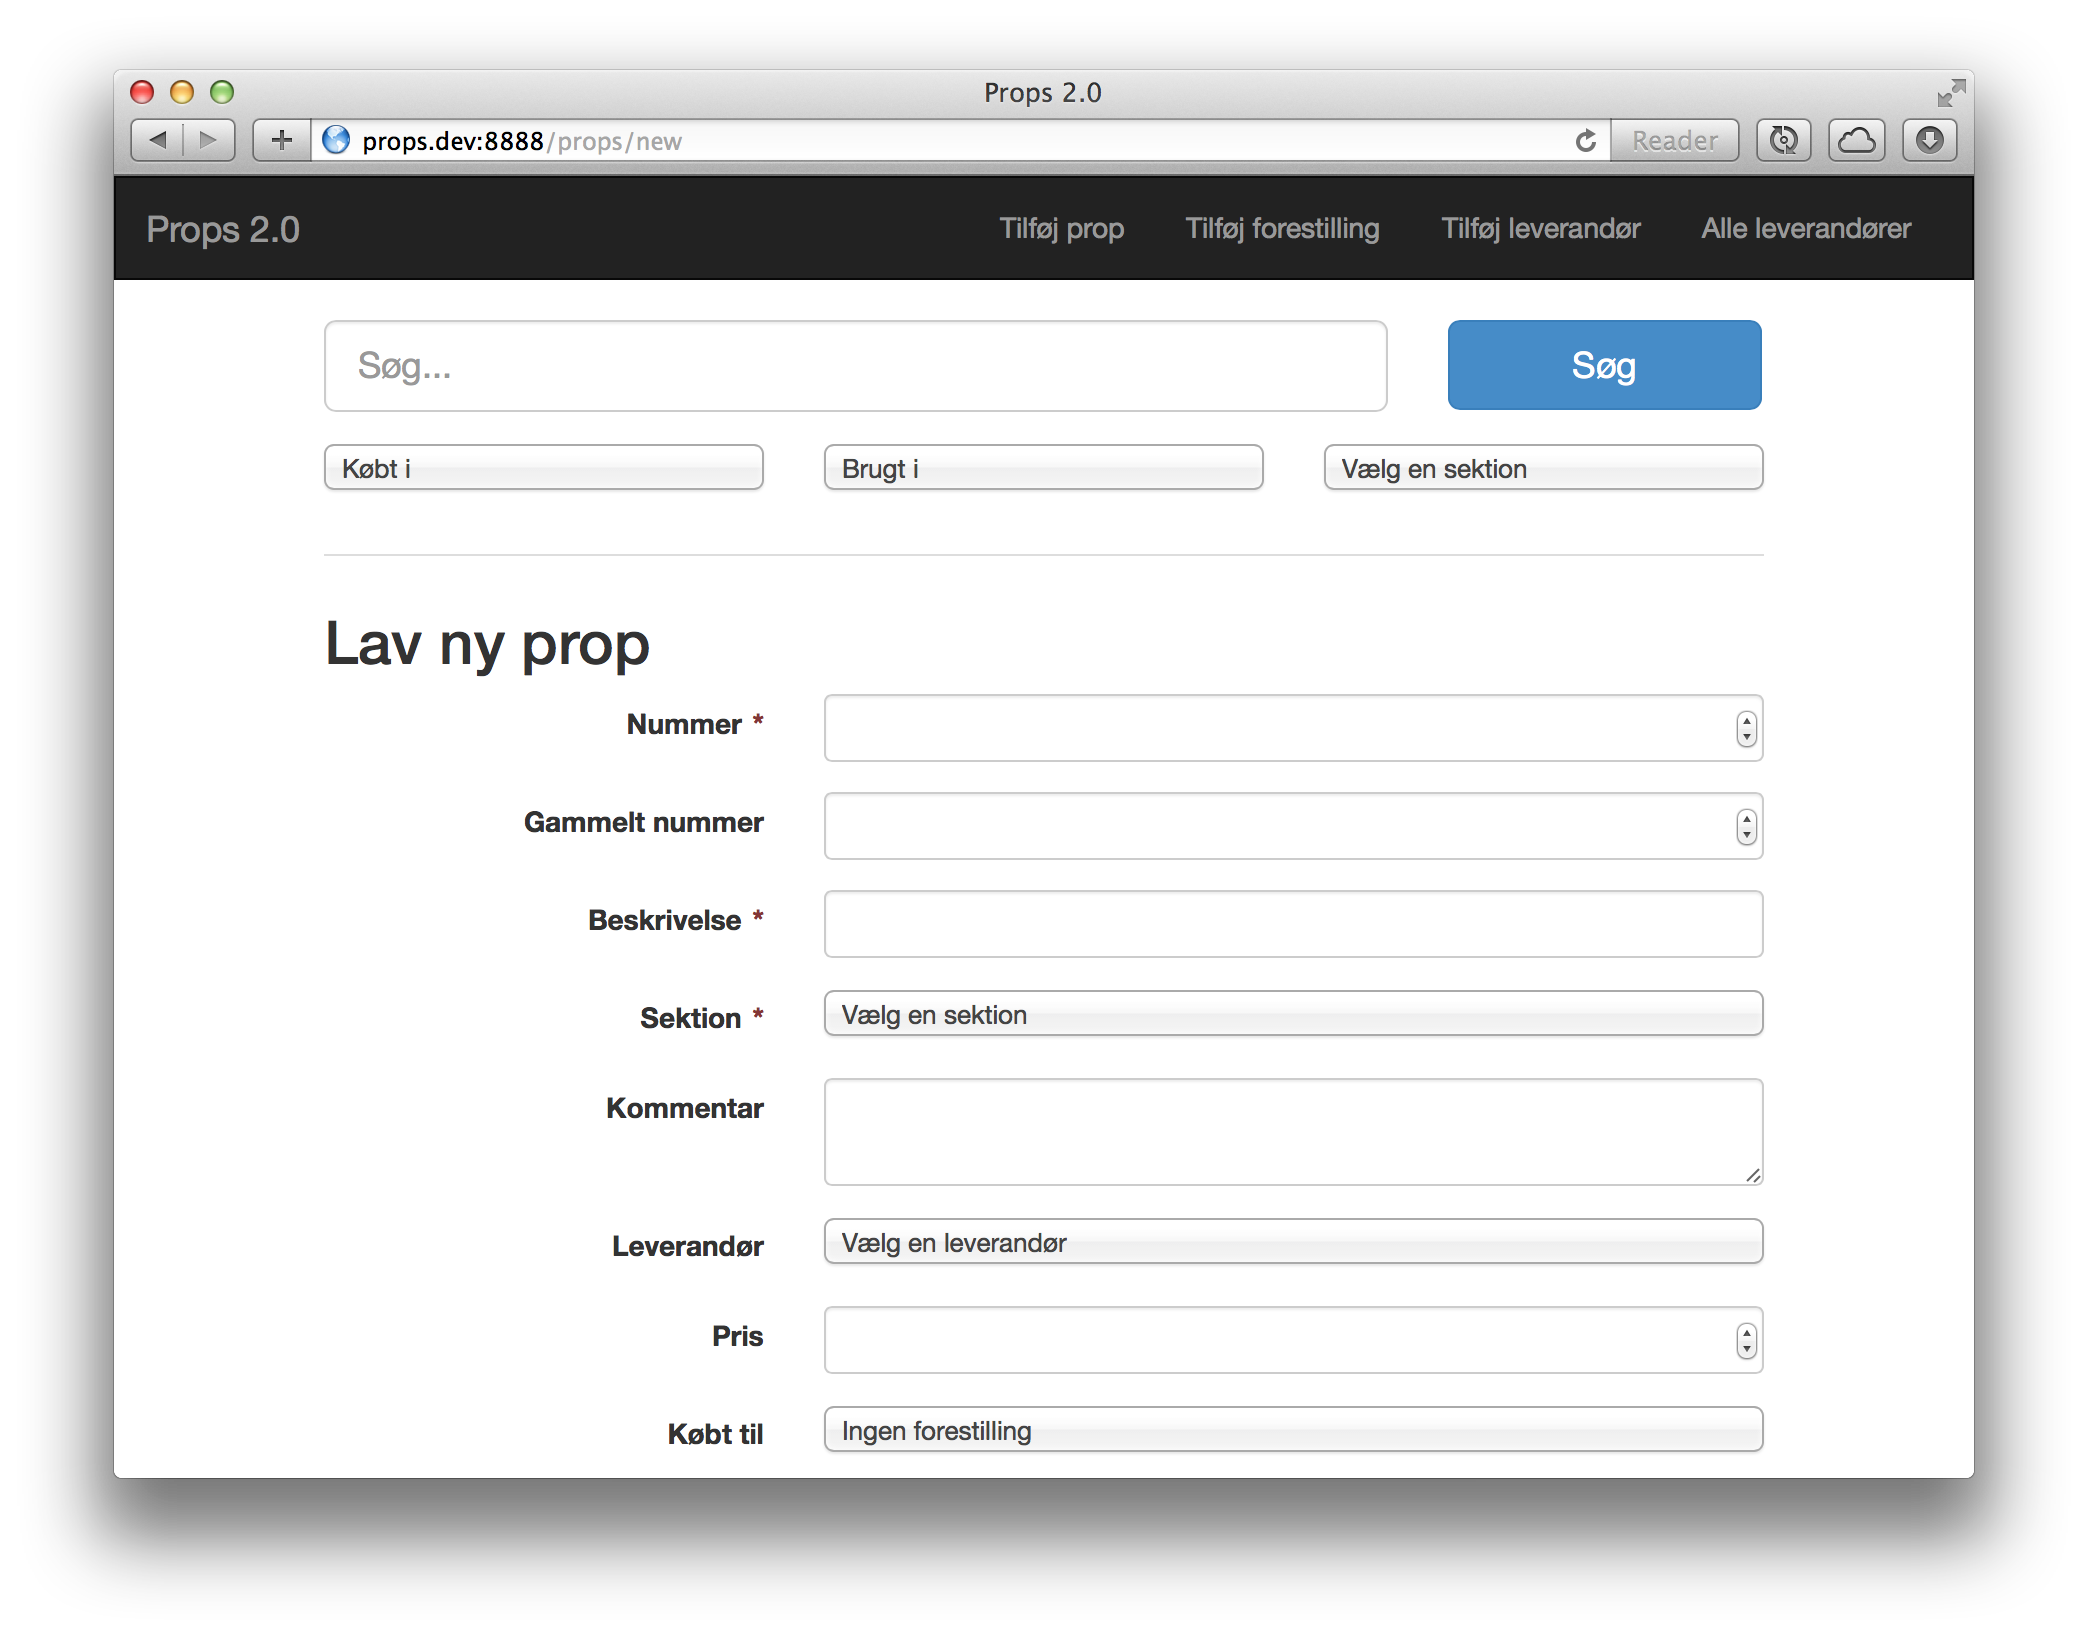 Props 2.0
props.dev:8888/props/new
Reader
Props 2.0 Tilføj prop Tilføj forestilling Tilføj leverandør Alle leverandører
Søg... Søg
Købt i Brugt i Vælg en sektion
Lav ny prop
Nummer *
Gammelt nummer
Beskrivelse *
Sektion * Vælg en sektion
Kommentar
Leverandør Vælg en leverandør
Pris
Købt til Ingen forestilling